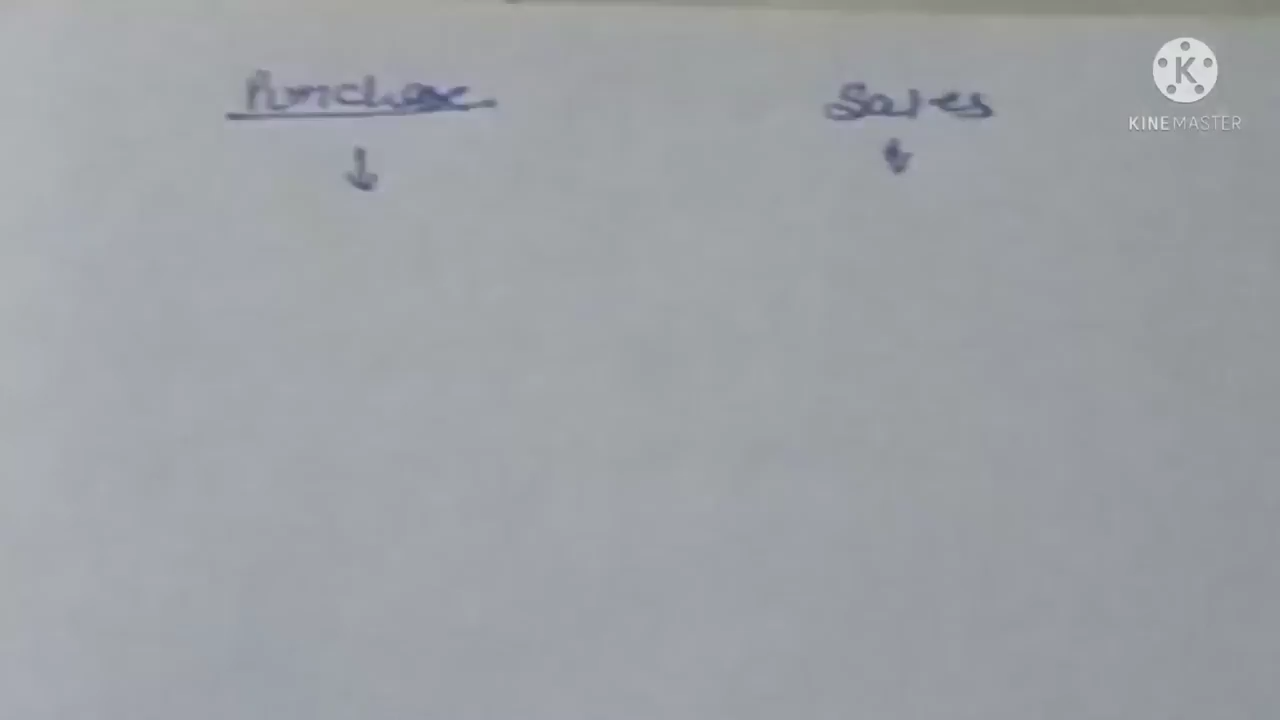 Purchase
Sales
↓ ↓
K
KINEMASTER